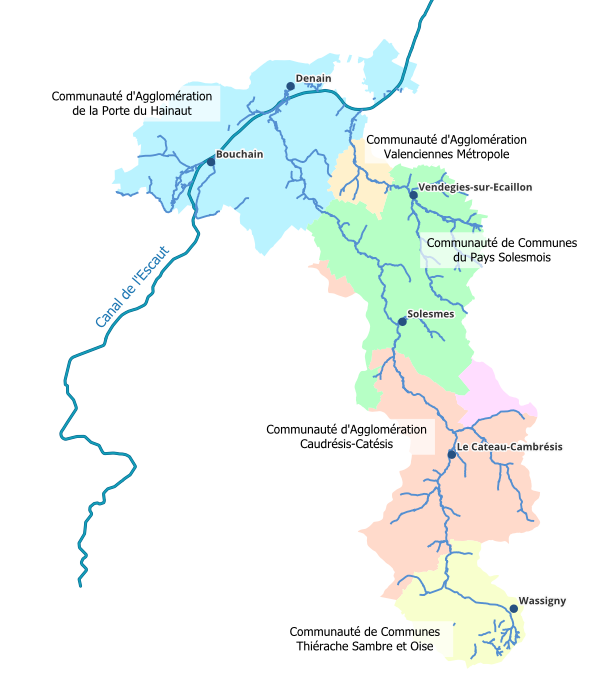 Denain
Communauté d'Agglomération
de la Porte du Hainaut
Communauté d'Agglomération
Valenciennes Métropole
Bouchain
Vendegies-sur-Ecaillon
Communauté de Communes
du Pays Solesmois
Canal de l'Escaut
Solesmes
Communauté d'Agglomération
Caudrésis-Catésis
Le Cateau-Cambrésis
Wassigny
Communauté de Communes
Thiérache Sambre et Oise